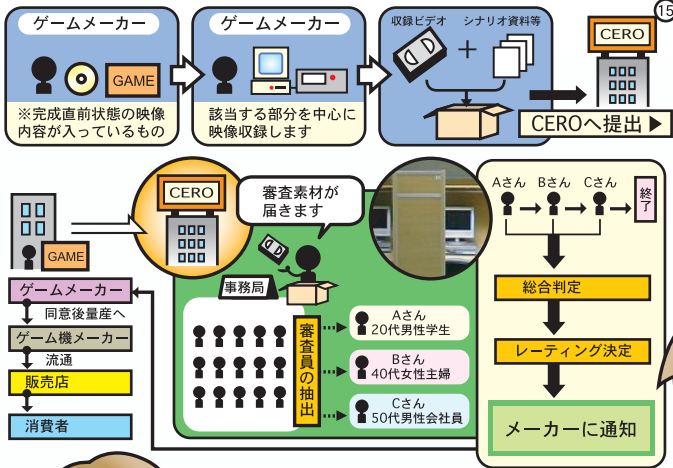 ゲームメーカー
GAME
※完成直前状態の映像
内容が入っているもの
ゲームメーカー
該当する部分を中心に
映像収録します
収録ビデオ
シナリオ資料等
+
15
CERO
CEROへ提出▶
GAME
CERO
審査素材が
届きます
事務局
審査員の抽出
Aさん
20代男性学生
Bさん
40代女性主婦
Cさん
50代男性会社員
Aさん
Bさん
Cさん
終了
総合判定
レーティング決定
メーカーに通知
ゲームメーカー
同意後量産へ
ゲーム機メーカー
流通
販売店
消費者